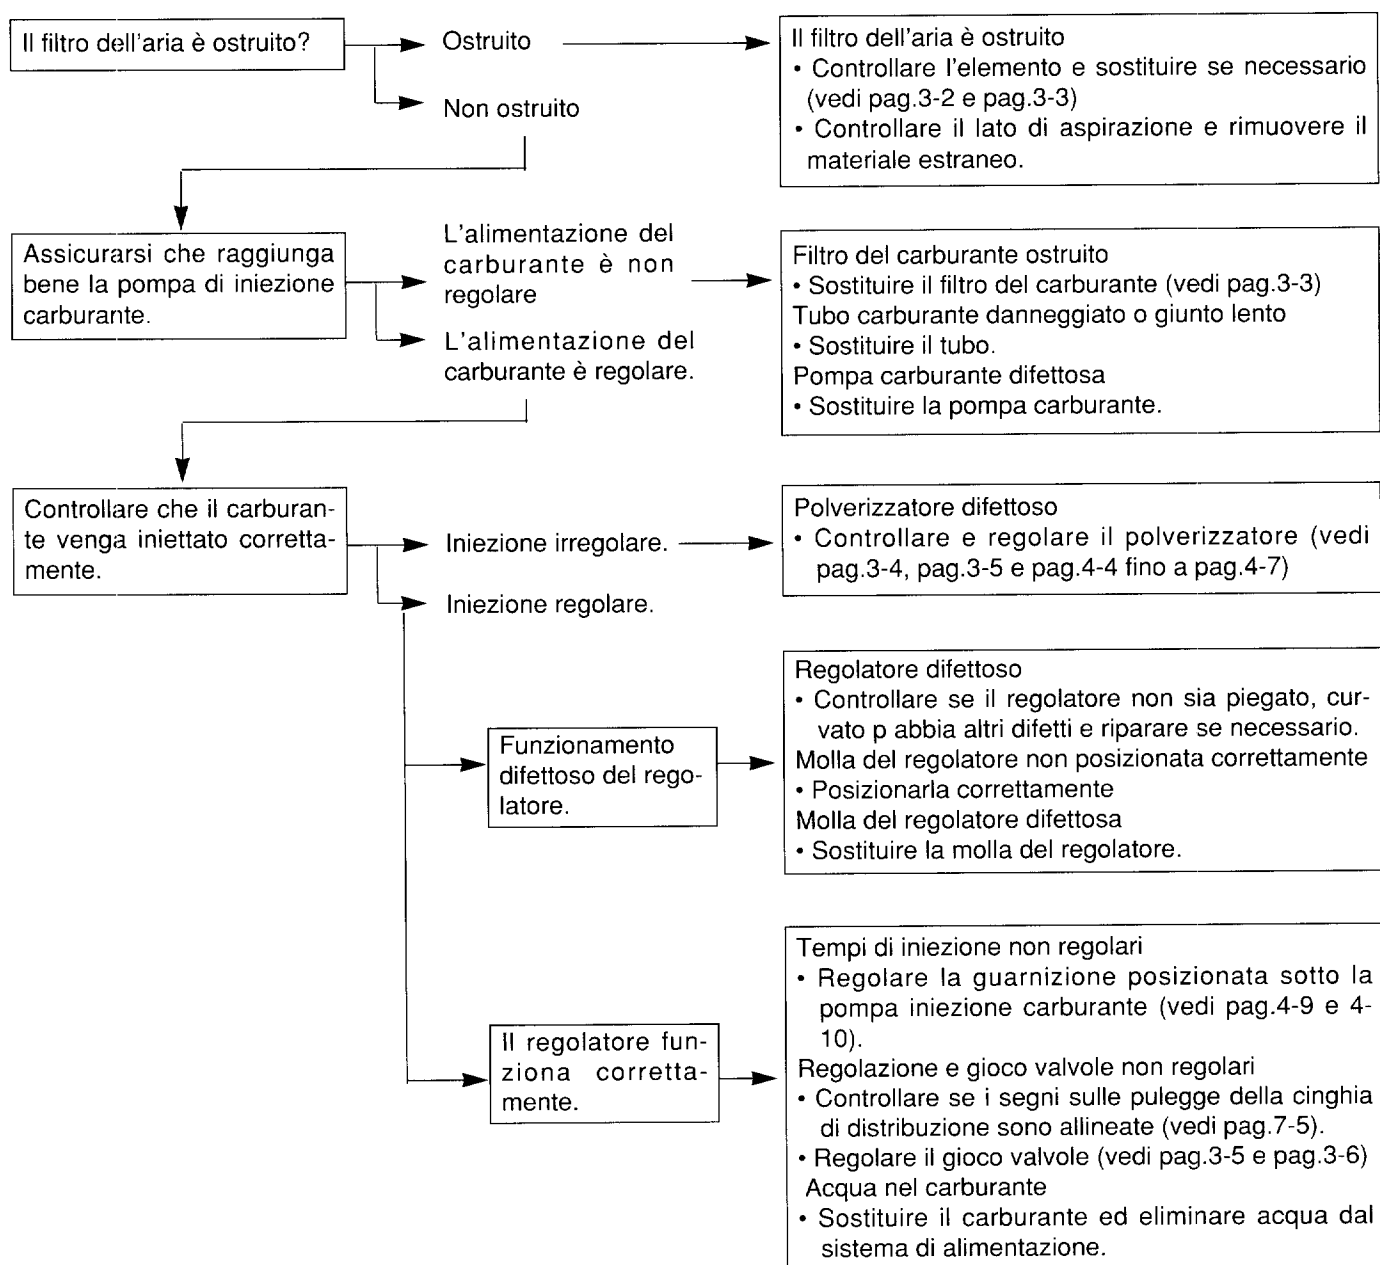 Il filtro dell'aria è ostruito?
Ostruito
Non ostruito
Il filtro dell'aria è ostruito
• Controllare l'elemento e sostituire se necessario
(vedi pag.3-2 e pag.3-3)
• Controllare il lato di aspirazione e rimuovere il
materiale estraneo.
Assicurarsi che raggiunga
bene la pompa di iniezione
carburante.
L'alimentazione del
carburante è non
regolare
L'alimentazione del
carburante è regolare.
Filtro del carburante ostruito
• Sostituire il filtro del carburante (vedi pag.3-3)
Tubo carburante danneggiato o giunto lento
• Sostituire il tubo.
Pompa carburante difettosa
• Sostituire la pompa carburante.
Controllare che il carburan-
te venga iniettato corretta-
mente.
Iniezione irregolare.
Iniezione regolare.
Polverizzatore difettoso
• Controllare e regolare il polverizzatore (vedi
pag.3-4, pag.3-5 e pag.4-4 fino a pag.4-7)
Funzionamento
difettoso del rego-
latore.
Regolatore difettoso
• Controllare se il regolatore non sia piegato, cur-
vato p abbia altri difetti e riparare se necessario.
Molla del regolatore non posizionata correttamente
• Posizionarla correttamente
Molla del regolatore difettosa
• Sostituire la molla del regolatore.
Il regolatore fun-
ziona corretta-
mente.
Tempi di iniezione non regolari
• Regolare la guarnizione posizionata sotto la
pompa iniezione carburante (vedi pag.4-9 e 4-
10).
Regolazione e gioco valvole non regolari
• Controllare se i segni sulle pulegge della cinghia
di distribuzione sono allineate (vedi pag.7-5).
• Regolare il gioco valvole (vedi pag.3-5 e pag.3-6)
Acqua nel carburante
• Sostituire il carburante ed eliminare acqua dal
sistema di alimentazione.